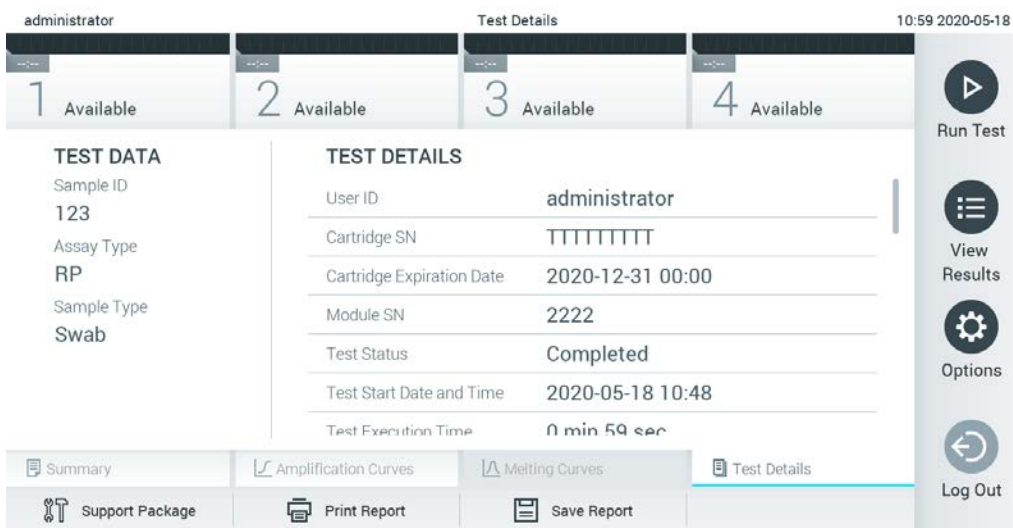 administrator Test Details 10:59 2020-05-18
--:-- --:-- --:-- --:--
1 Available 2 Available 3 Available 4 Available
Run Test
View Results
Options
Log Out
TEST DATA
Sample ID
123
Assay Type
RP
Sample Type
Swab
TEST DETAILS
User ID administrator
Cartridge SN TTTTTTTTT
Cartridge Expiration Date 2020-12-31 00:00
Module SN 2222
Test Status Completed
Test Start Date and Time 2020-05-18 10:48
Test Execution Time 0 min 59 sec
Summary Amplification Curves Melting Curves Test Details
Support Package Print Report Save Report